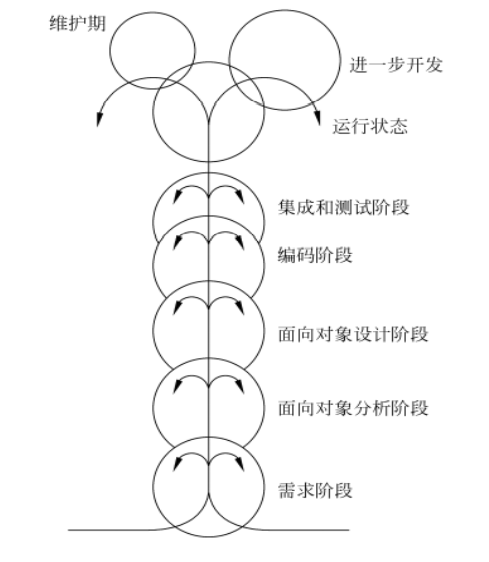 维护期
进一步开发
运行状态
集成和测试阶段
编码阶段
面向对象设计阶段
面向对象分析阶段
需求阶段